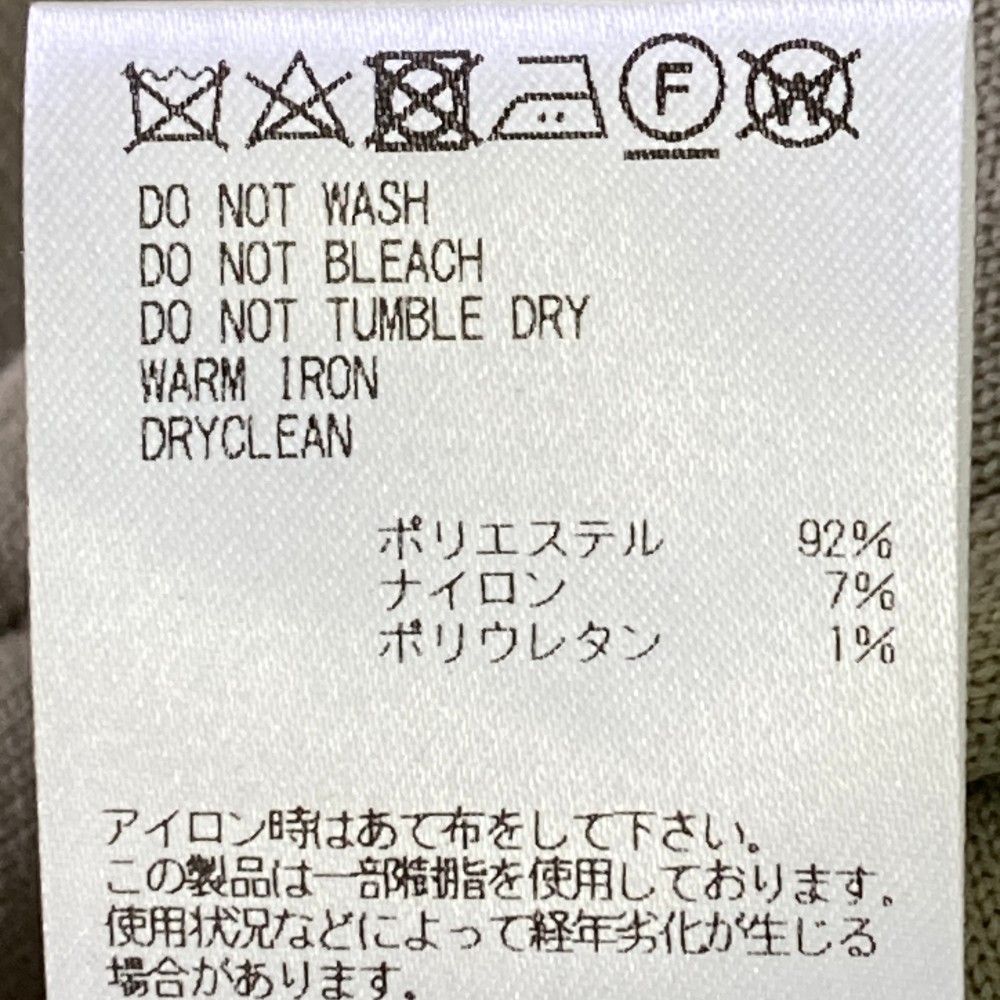 F
W
DO NOT WASH
DO NOT BLEACH
DO NOT TUMBLE DRY
WARM IRON
DRYCLEAN
ポリエステル 92%
ナイロン 7%
ポリウレタン 1%
アイロン時はあて布をして下さい。
この製品は一部樹脂を使用しております。
使用状況などによって経年劣化が生じる
場合があります。